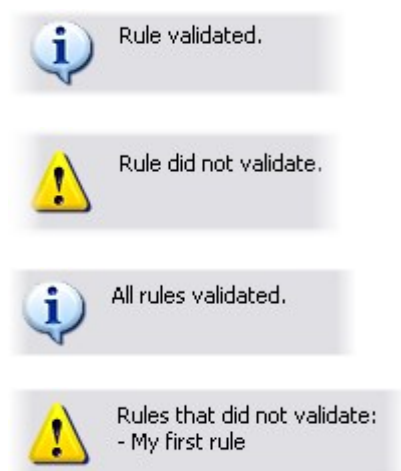 Rule validated.
Rule did not validate.
All rules validated.
Rules that did not validate:
- My first rule